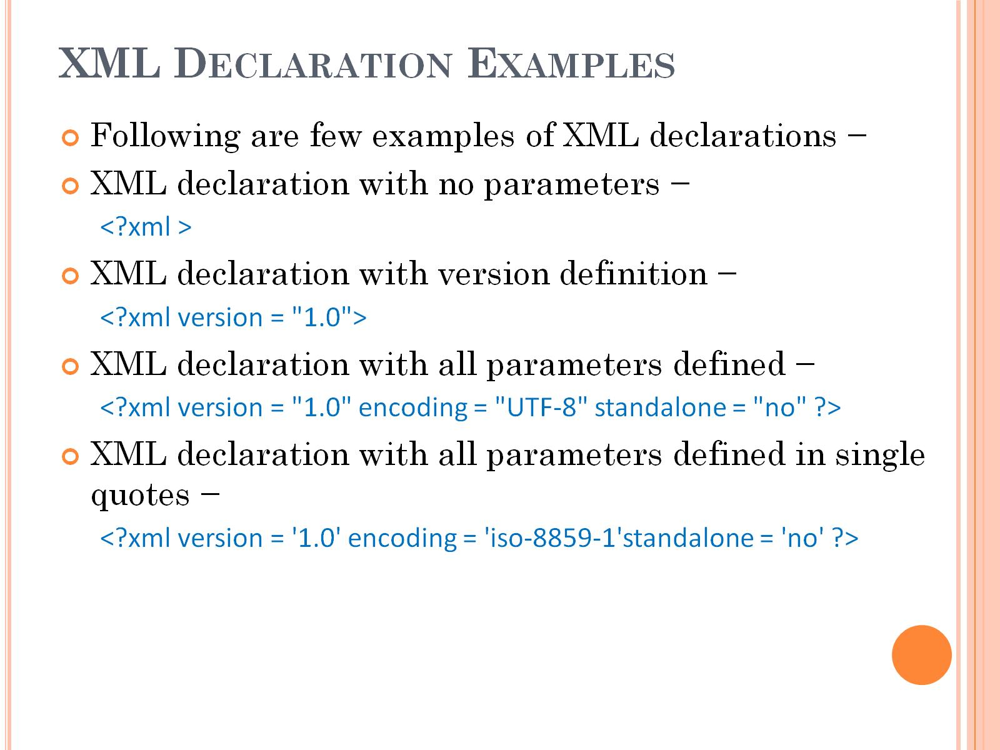 XML DECLARATION EXAMPLES
Following are few examples of XML declarations −
XML declaration with no parameters −
<?xml >
XML declaration with version definition −
<?xml version = "1.0">
XML declaration with all parameters defined −
<?xml version = "1.0" encoding = "UTF-8" standalone = "no" ?>
XML declaration with all parameters defined in single
quotes −
<?xml version = '1.0' encoding = 'iso-8859-1'standalone = 'no' ?>